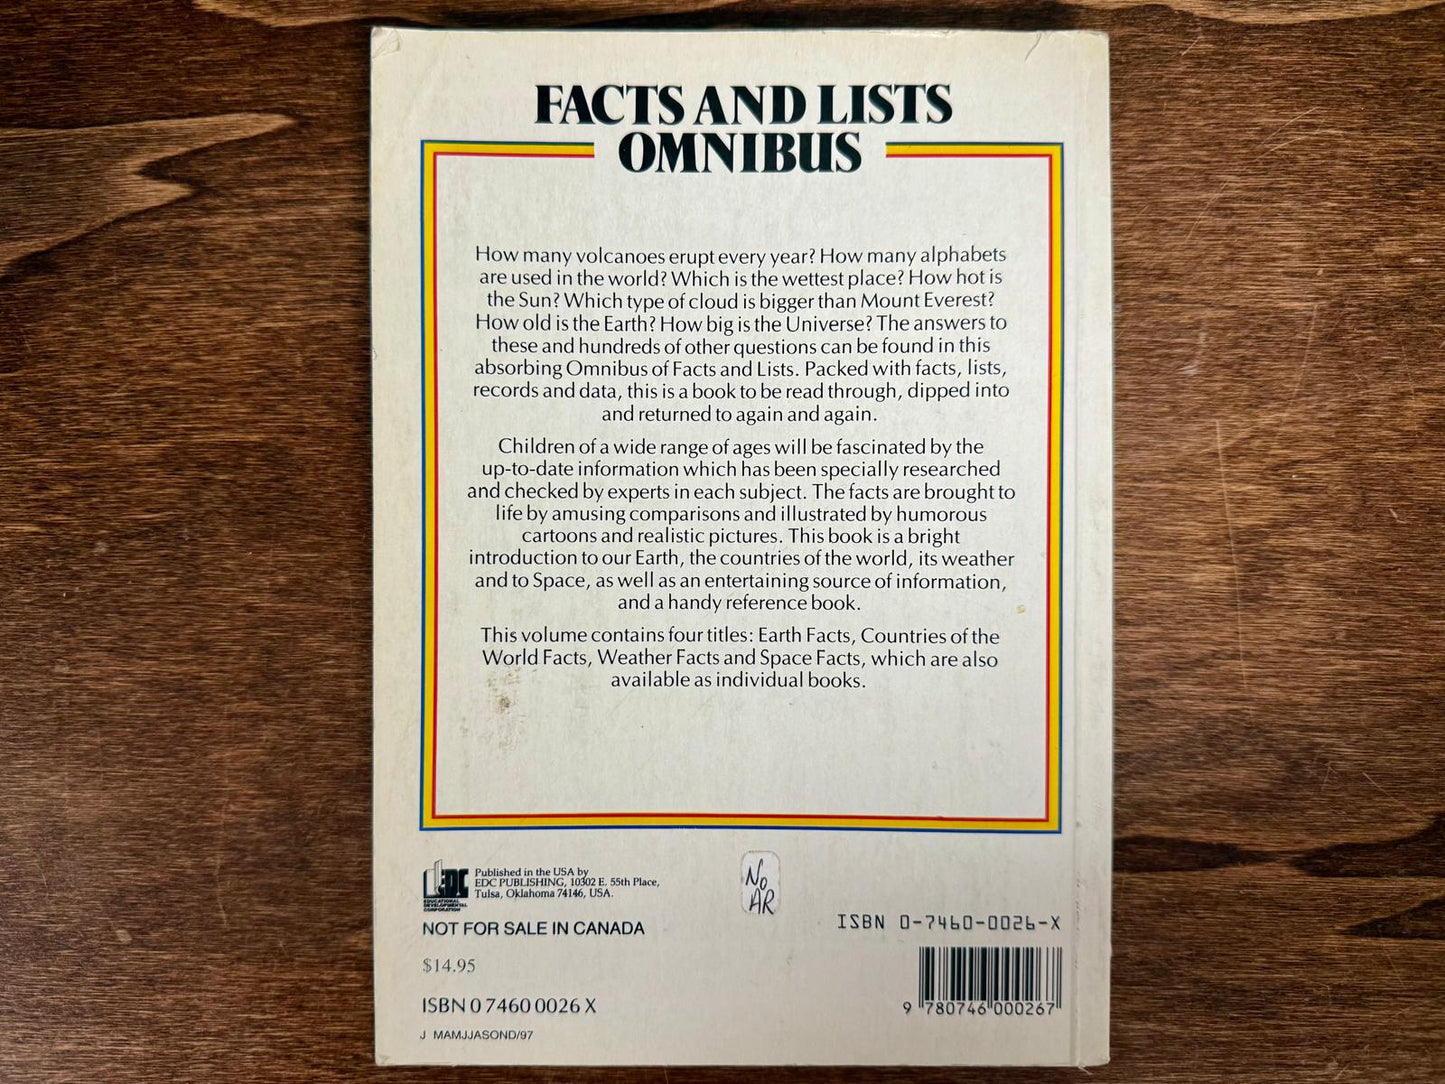 FACTS AND LISTS
OMNIBUS
How many volcanoes erupt every year? How many alphabets
are used in the world? Which is the wettest place? How hot is
the Sun? Which type of cloud is bigger than Mount Everest?
How old is the Earth? How big is the Universe? The answers to
these and hundreds of other questions can be found in this
absorbing Omnibus of Facts and Lists. Packed with facts, lists,
records and data, this is a book to be read through, dipped into
and returned to again and again.
Children of a wide range of ages will be fascinated by the
up-to-date information which has been specially researched
and checked by experts in each subject. The facts are brought to
life by amusing comparisons and illustrated by humorous
cartoons and realistic pictures. This book is a bright
introduction to our Earth, the countries of the world, its weather
and to Space, as well as an entertaining source of information,
and a handy reference book.
This volume contains four titles: Earth Facts, Countries of the
World Facts, Weather Facts and Space Facts, which are also
available as individual books.
EDC
EDUCATIONAL
DEVELOPMENTAL
CORPORATION
Published in the USA by
EDC PUBLISHING, 10302 E. 55th Place,
Tulsa, Oklahoma 74146, USA.
No
AR
NOT FOR SALE IN CANADA
$14.95
ISBN 0 7460 0026 X
J MAMJJASOND/97
ISBN 0-7460-0026-X
9 780746 000267